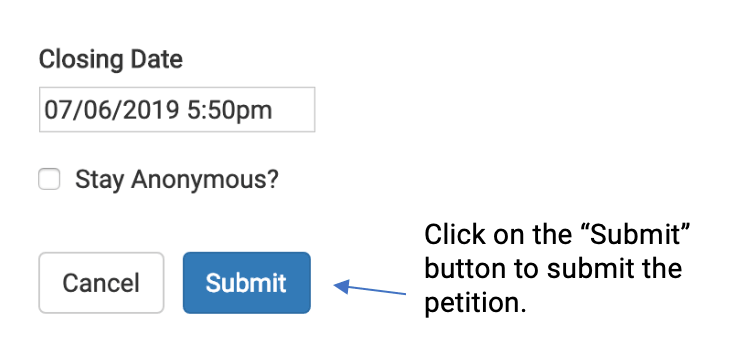 Closing Date
07/06/2019 5:50pm
Stay Anonymous?
Cancel
Submit
Click on the “Submit”
button to submit the
petition.